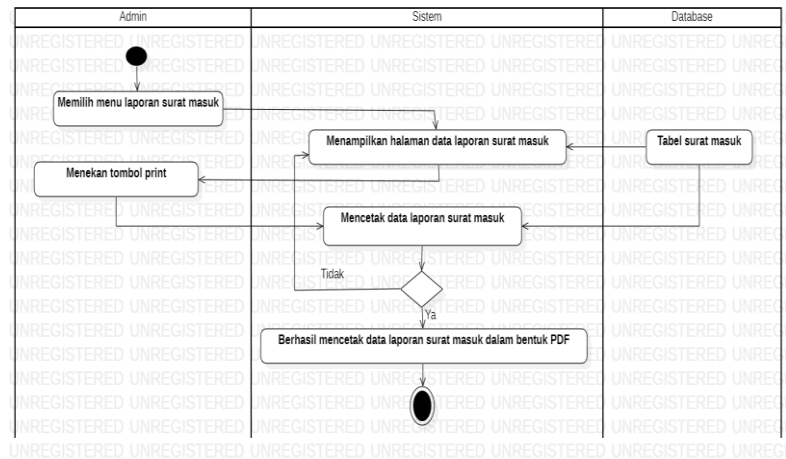 Admin
Sistem
Database
Memilih menu laporan surat masuk
Menampilkan halaman data laporan surat masuk
Tabel surat masuk
Menekan tombol print
Mencetak data laporan surat masuk
Tidak
Ya
Berhasil mencetak data laporan surat masuk dalam bentuk PDF
UNREGISTERED